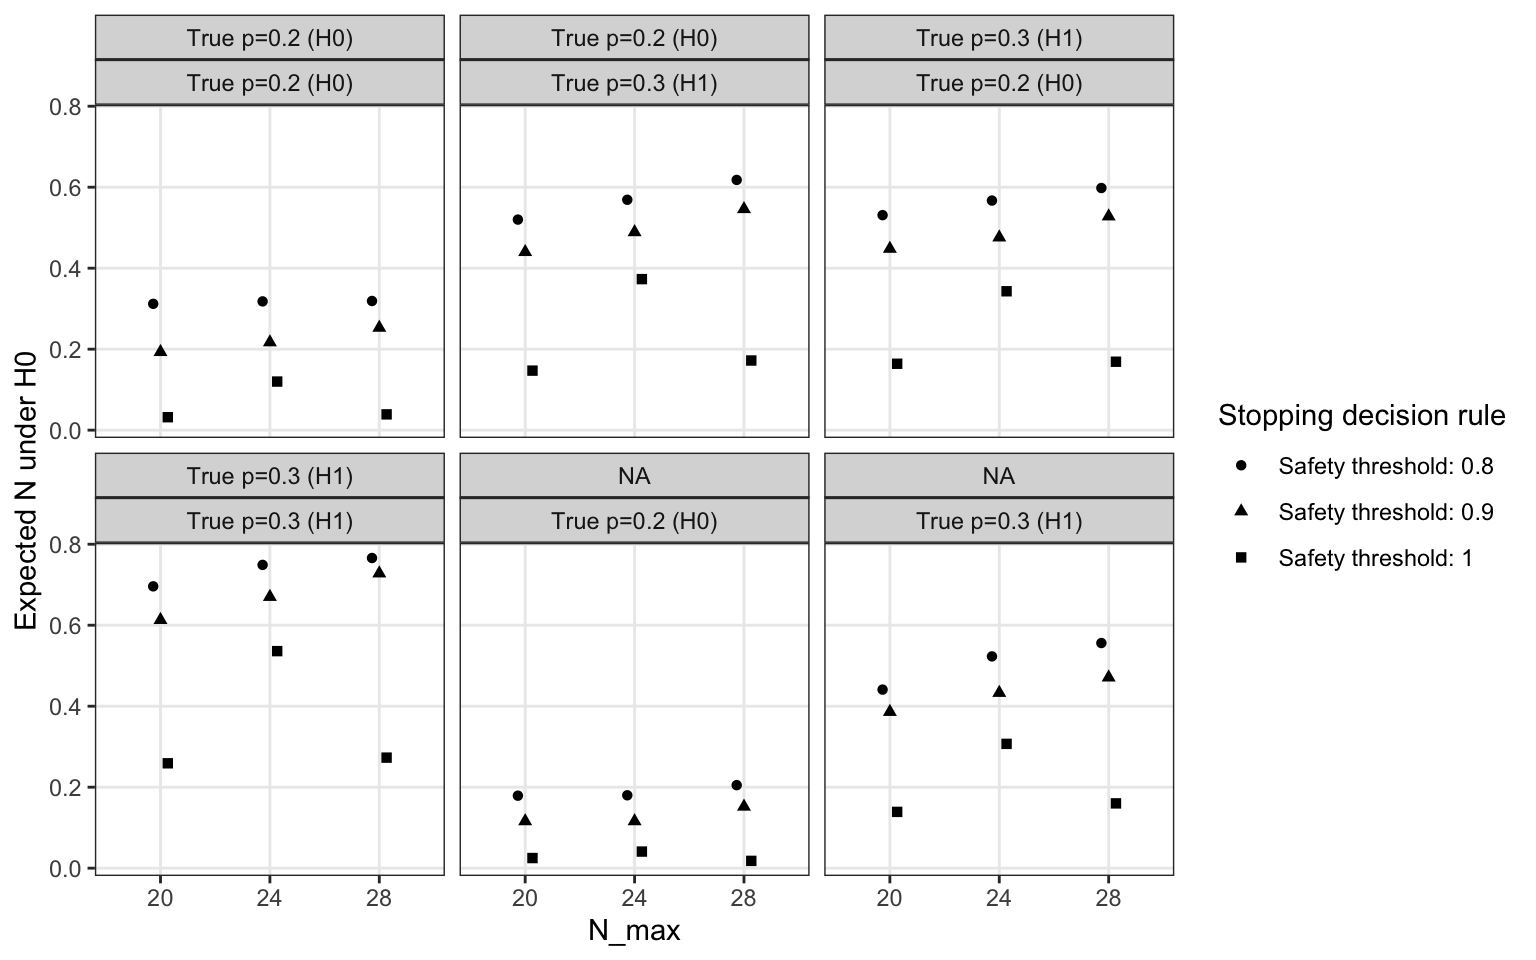 True p=0.2 (H0)
True p=0.2 (H0)
True p=0.3 (H1)
True p=0.2 (H0)
True p=0.3 (H1)
True p=0.2 (H0)
0.8
0.6
0.4
0.2
0.0
True p=0.3 (H1)
NA
NA
True p=0.3 (H1)
True p=0.2 (H0)
True p=0.3 (H1)
0.8
0.6
0.4
0.2
0.0
20 24 28
20 24 28
20 24 28
N_max
Expected N under H0
Stopping decision rule
Safety threshold: 0.8
Safety threshold: 0.9
Safety threshold: 1